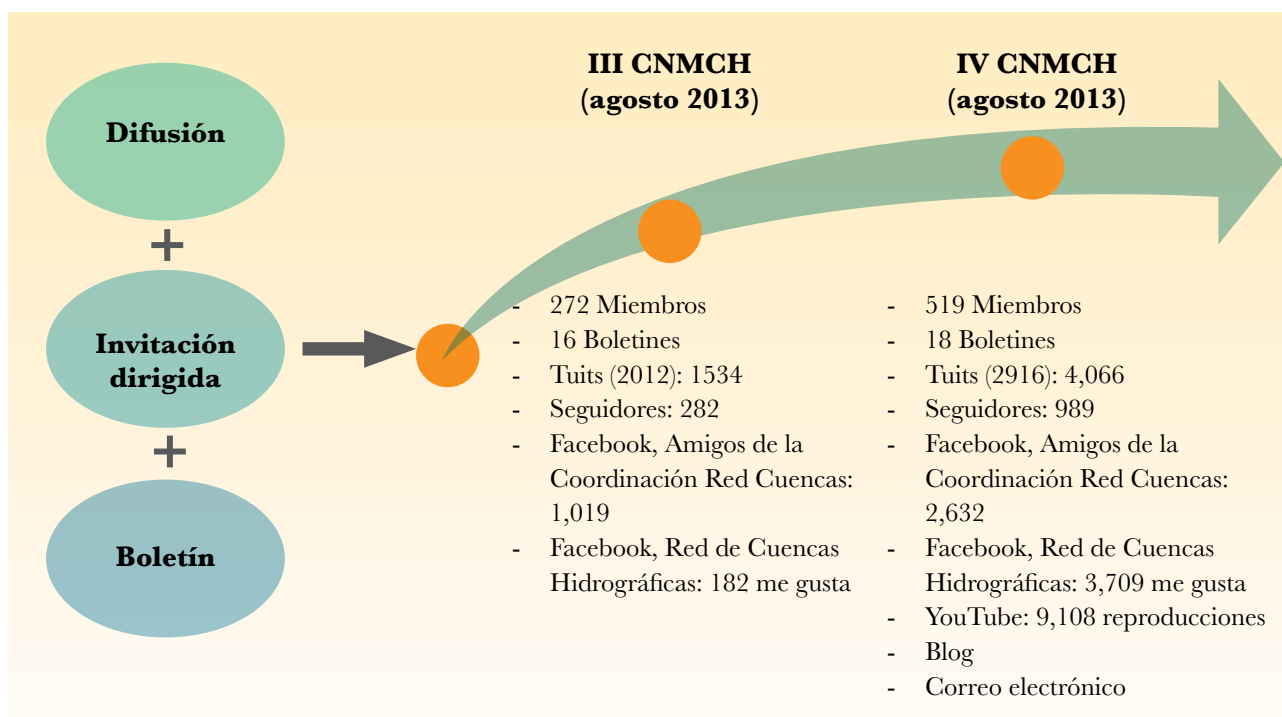 Difusión
+
Invitación
dirigida
+
Boletín
III CNMCH
(agosto 2013)
- 272 Miembros
- 16 Boletines
- Tuits (2012): 1534
- Seguidores: 282
- Facebook, Amigos de la
Coordinación Red Cuencas:
1,019
- Facebook, Red de Cuencas
Hidrográficas: 182 me gusta
IV CNMCH
(agosto 2013)
- 519 Miembros
- 18 Boletines
- Tuits (2916): 4,066
- Seguidores: 989
- Facebook, Amigos de la
Coordinación Red Cuencas:
2,632
- Facebook, Red de Cuencas
Hidrográficas: 3,709 me gusta
- YouTube: 9,108 reproducciones
- Blog
- Correo electrónico